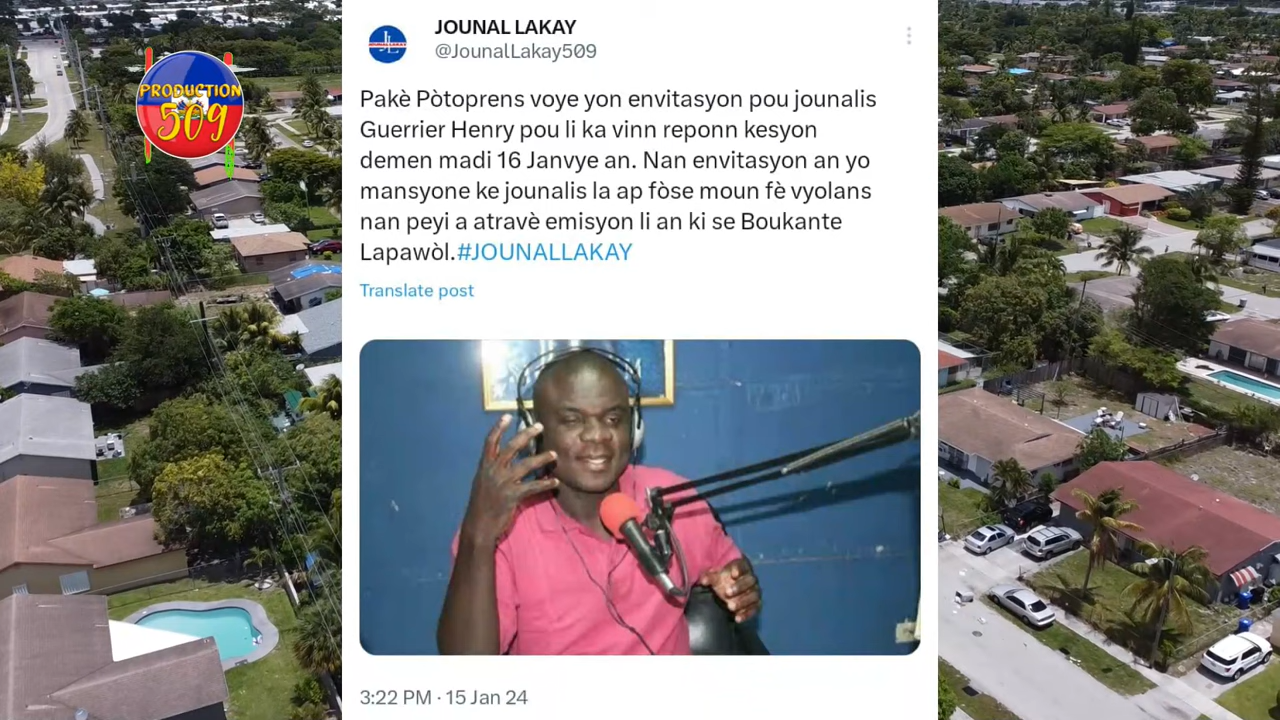 PRODUCTION
509
JL
JOUNAL LAKAY
JOUNAL LAKAY
@JounalLakay509
Pakè Pòtoprens voye yon envitasyon pou jounalis
Guerrier Henry pou li ka vinn reponn kesyon
demen madi 16 Janvye an. Nan envitasyon an yo
mansyone ke jounalis la ap fòse moun fè vyolans
nan peyi a atravè emisyon li an ki se Boukante
Lapawòl.#JOUNALLAKAY
Translate post
3:22 PM · 15 Jan 24